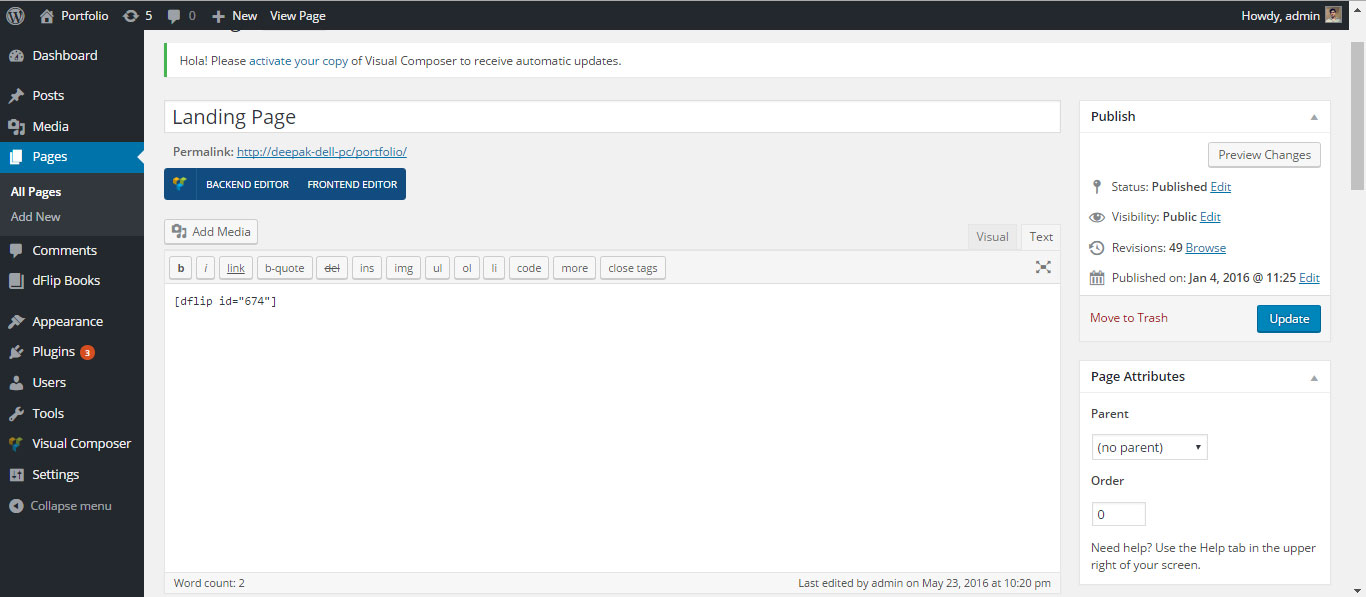 Portfolio 5 0 New View Page Howdy, admin
Dashboard
Posts
Media
Pages
All Pages
Add New
Comments
dFlip Books
Appearance
Plugins 3
Users
Tools
Visual Composer
Settings
Collapse menu
Hola! Please activate your copy of Visual Composer to receive automatic updates.
Landing Page
Permalink: http://deepak-dell-pc/portfolio/
BACKEND EDITOR FRONTEND EDITOR
Add Media
Visual Text
b i link b-quote del ins img ul ol li code more close tags
[dflip id="674"]
Word count: 2 Last edited by admin on May 23, 2016 at 10:20 pm
Publish
Preview Changes
Status: Published Edit
Visibility: Public Edit
Revisions: 49 Browse
Published on: Jan 4, 2016 @ 11:25 Edit
Move to Trash Update
Page Attributes
Parent
(no parent)
Order
0
Need help? Use the Help tab in the upper
right of your screen.